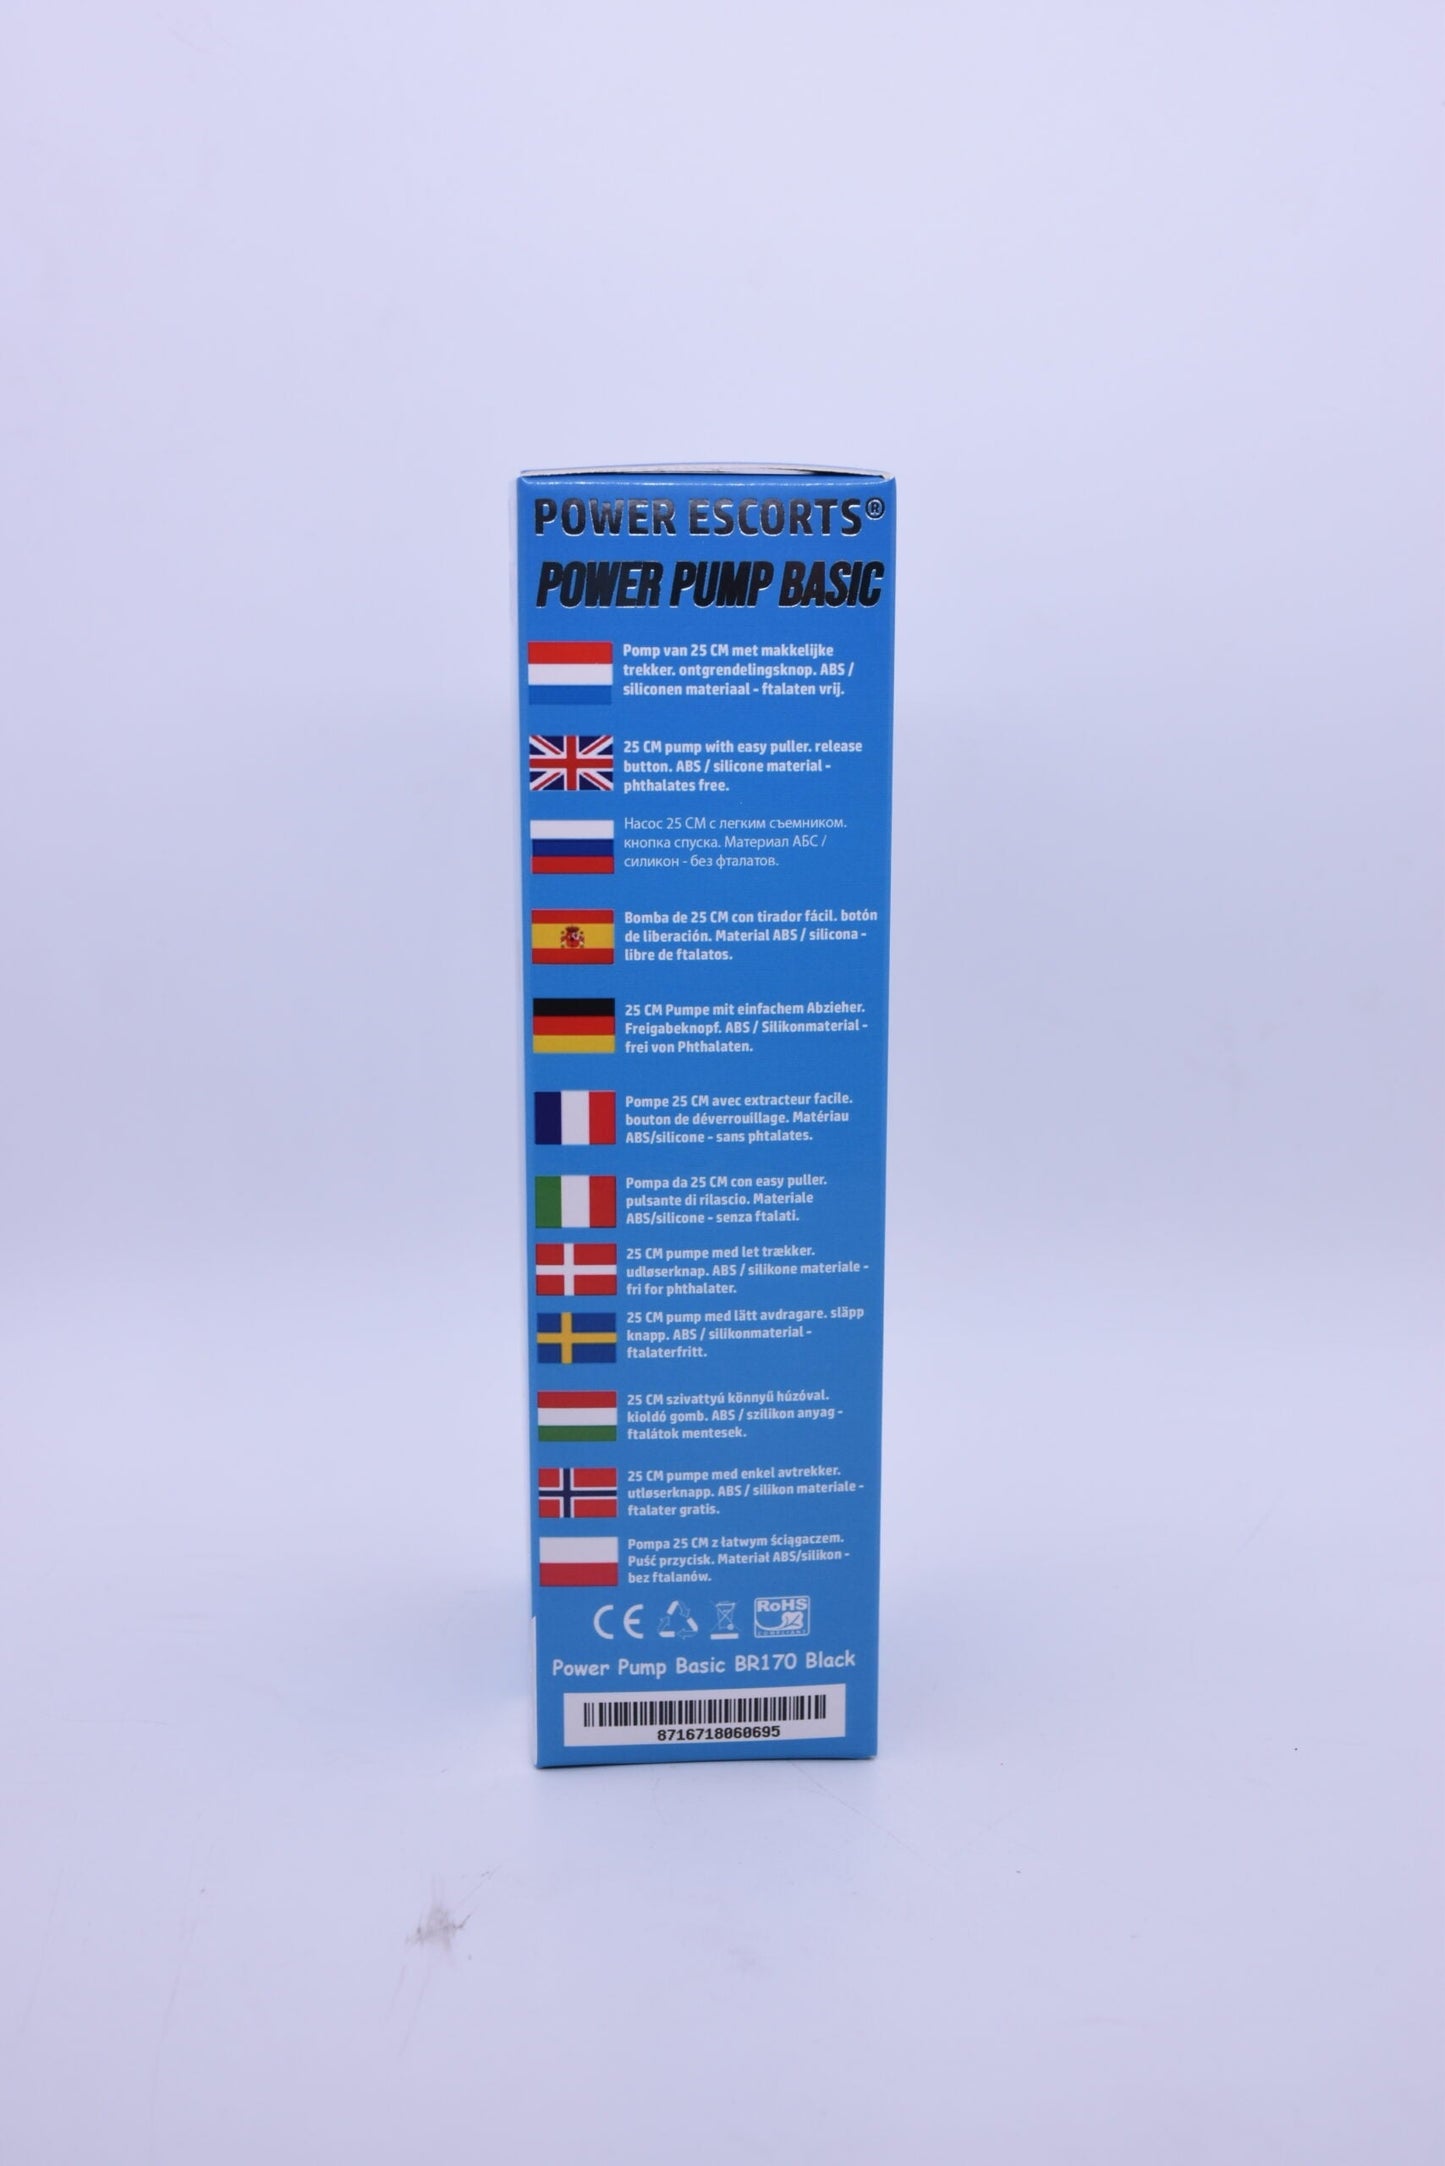 POWER ESCORTS®
POWER PUMP BASIC
Pomp van 25 CM met makkelijke
trekker. ontgrendelingsknop. ABS /
siliconen materiaal - ftalaten vrij.
25 CM pump with easy puller. release
button. ABS / silicone material -
phthalates free.
Насос 25 СМ с легким съемником.
кнопка спуска. Материал АБС /
силикон - без фталатов.
Bomba de 25 CM con tirador fácil. botón
de liberación. Material ABS / silicona -
libre de ftalatos.
25 CM Pumpe mit einfachem Abzieher.
Freigabeknopf. ABS / Silikonmaterial -
frei von Phthalaten.
Pompe 25 CM avec extracteur facile.
bouton de déverrouillage. Matériau
ABS/silicone - sans phtalates.
Pompa da 25 CM con easy puller.
pulsante di rilascio. Materiale
ABS/silicone - senza ftalati.
25 CM pumpe med let trækker.
udløserknap. ABS / silikone materiale -
fri for phthalater.
25 CM pump med lätt avdragare. släpp
knapp. ABS / silikonmaterial -
ftalaterfritt.
25 CM szivattyú könnyű húzóval.
kioldó gomb. ABS / szilikon anyag -
ftalátok mentesek.
25 CM pumpe med enkel avtrekker.
utløserknapp. ABS / silikon materiale -
ftalater gratis.
Pompa 25 CM z łatwym ściągaczem.
Puść przycisk. Materiał ABS/silikon -
bez ftalanów.
CE
RoHS
COMPLIANT
Power Pump Basic BR170 Black
8716718060695